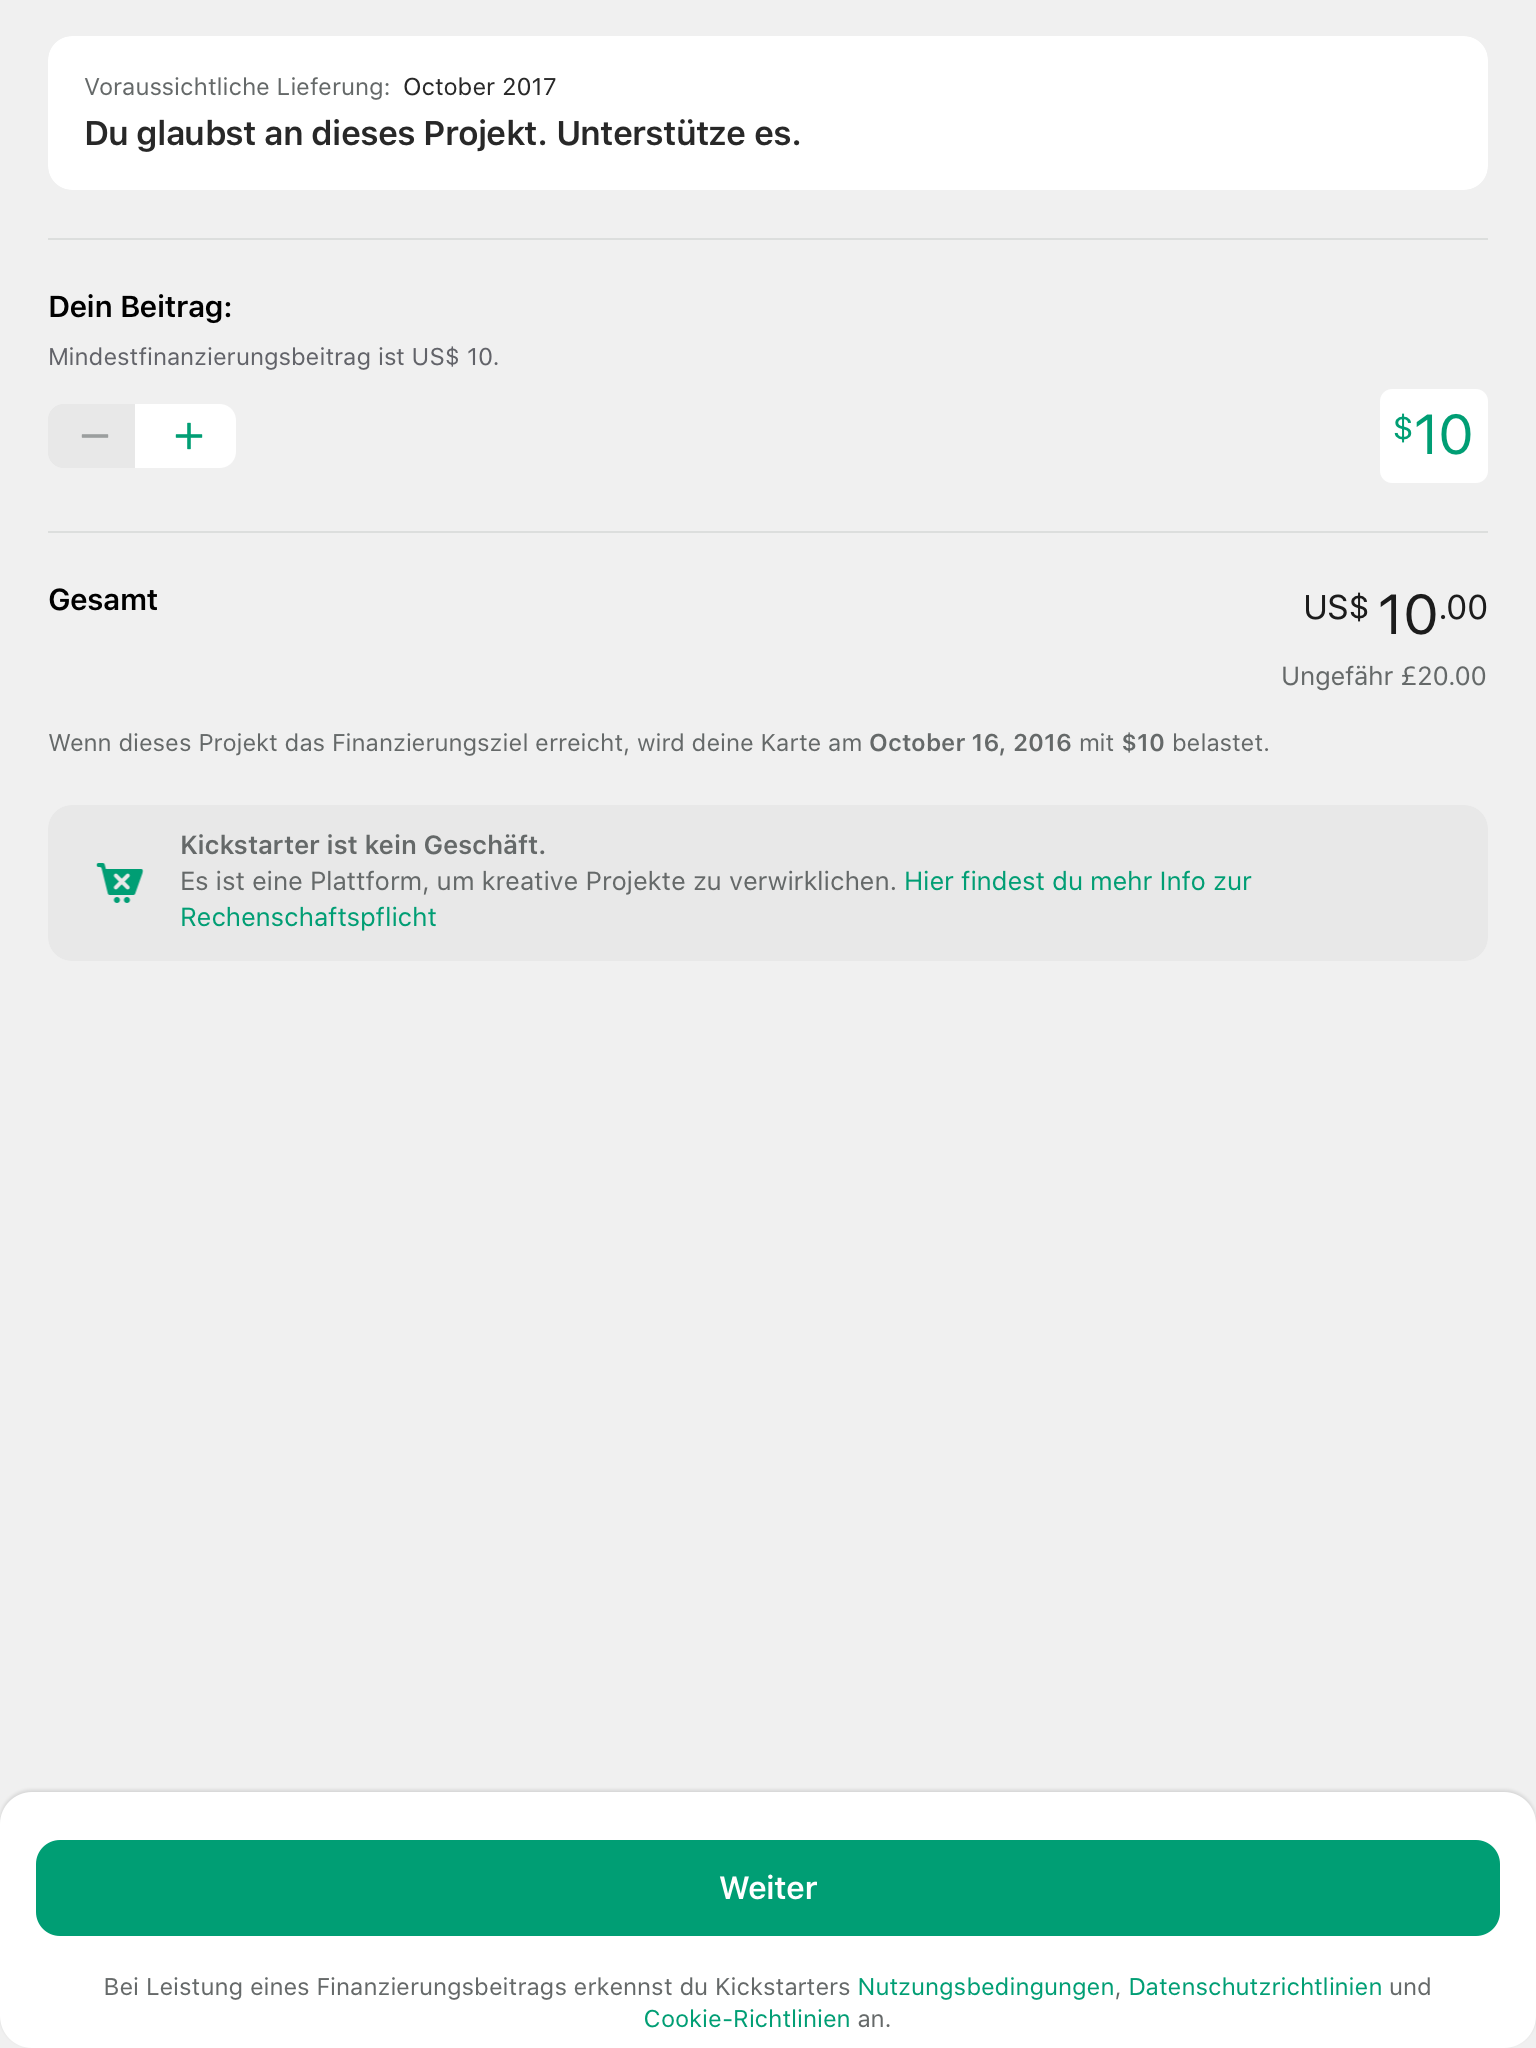 Voraussichtliche Lieferung: October 2017
Du glaubst an dieses Projekt. Unterstütze es.
Dein Beitrag:
Mindestfinanzierungsbeitrag ist US$ 10.
$10
Gesamt
US$ 10.00
Ungefähr £20.00
Wenn dieses Projekt das Finanzierungsziel erreicht, wird deine Karte am October 16, 2016 mit $10 belastet.
Kickstarter ist kein Geschäft.
Es ist eine Plattform, um kreative Projekte zu verwirklichen. Hier findest du mehr Info zur
Rechenschaftspflicht
Weiter
Bei Leistung eines Finanzierungsbeitrags erkennst du Kickstarters Nutzungsbedingungen, Datenschutzrichtlinien und
Cookie-Richtlinien an.